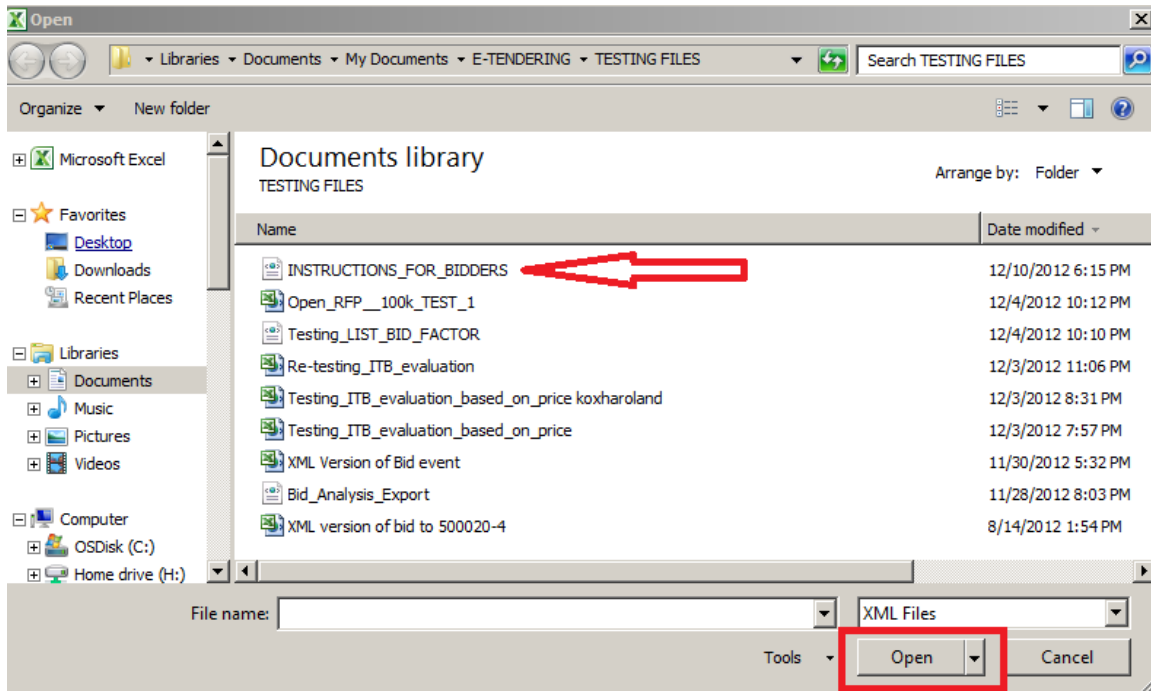 Open
Libraries Documents My Documents E-TENDERING TESTING FILES Search TESTING FILES
Organize New folder
Microsoft Excel
Favorites
Desktop
Downloads
Recent Places
Libraries
Documents
Music
Pictures
Videos
Computer
OSDisk (C:)
Home drive (H:)
Documents library
TESTING FILES
Arrange by: Folder
Name Date modified
INSTRUCTIONS_FOR_BIDDERS 12/10/2012 6:15 PM
Open_RFP__100k_TEST_1 12/4/2012 10:12 PM
Testing_LIST_BID_FACTOR 12/4/2012 10:10 PM
Re-testing_ITB_evaluation 12/3/2012 11:06 PM
Testing_ITB_evaluation_based_on_price koxharoland 12/3/2012 8:31 PM
Testing_ITB_evaluation_based_on_price 12/3/2012 7:57 PM
XML Version of Bid event 11/30/2012 5:32 PM
Bid_Analysis_Export 11/28/2012 8:03 PM
XML version of bid to 500020-4 8/14/2012 1:54 PM
File name: XML Files
Tools Open Cancel